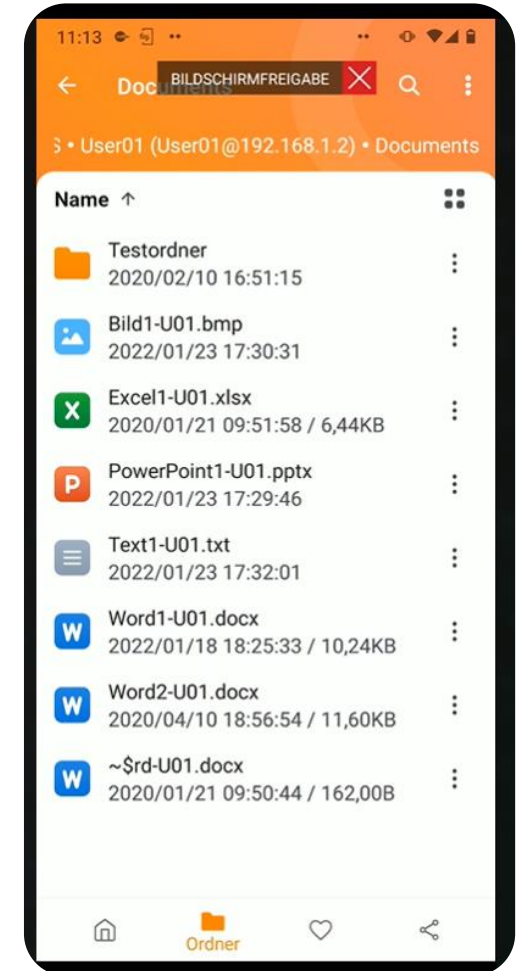 11:13
Documents
BILDSCHIRMFREIGABE
S • User01 (User01@192.168.1.2) • Documents
Name ↑
Testordner
2020/02/10 16:51:15
Bild1-U01.bmp
2022/01/23 17:30:31
X
Excel1-U01.xlsx
2020/01/21 09:51:58 / 6,44KB
P
PowerPoint1-U01.pptx
2022/01/23 17:29:46
Text1-U01.txt
2022/01/23 17:32:01
W
Word1-U01.docx
2022/01/18 18:25:33 / 10,24KB
W
Word2-U01.docx
2020/04/10 18:56:54 / 11,60KB
W
~$rd-U01.docx
2020/01/21 09:50:44 / 162,00B
Ordner